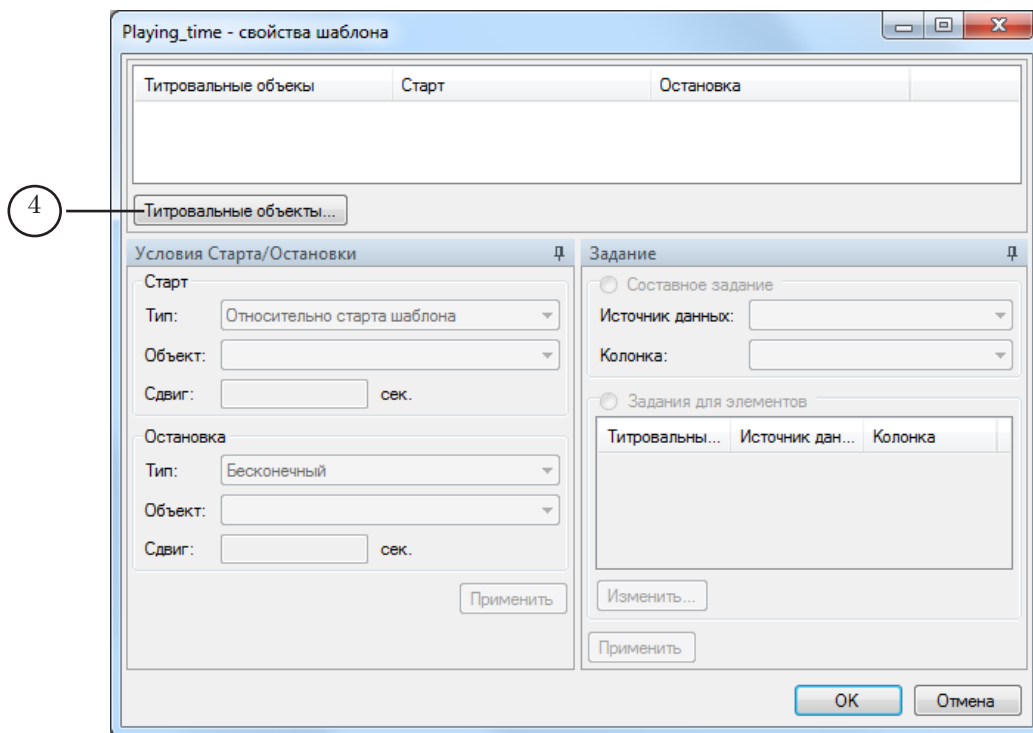 Playing_time - свойства шаблона
Титровальные объекы Старт Остановка
4
Титровальные объекты...
Условия Старта/Остановки
Старт
Тип: Относительно старта шаблона
Объект:
Сдвиг: сек.
Остановка
Тип: Бесконечный
Объект:
Сдвиг: сек.
Применить
Задание
Составное задание
Источник данных:
Колонка:
Задания для элементов
Титровальны... Источник дан... Колонка
Изменить...
Применить
OK Отмена